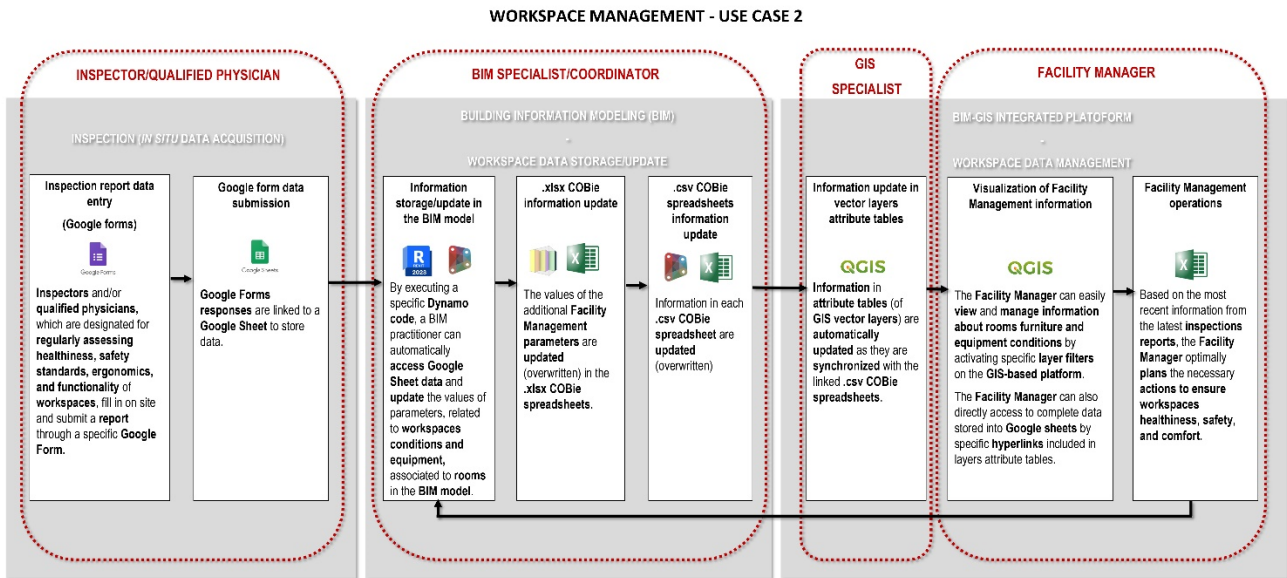 WORKSPACE MANAGEMENT - USE CASE 2
INSPECTOR/QUALIFIED PHYSICIAN
BIM SPECIALIST/COORDINATOR
GIS
SPECIALIST
FACILITY MANAGER
INSPECTION (IN SITU DATA ACQUISITION)
BUILDING INFORMATION MODELING (BIM)
-
WORKSPACE DATA STORAGE/UPDATE
BIM-GIS INTEGRATED PLATOFORM
-
WORKSPACE DATA MANAGEMENT
Inspection report data
entry
(Google forms)
Google Forms
Inspectors and/or
qualified physicians,
which are designated for
regularly assessing
healthiness, safety
standards, ergonomics,
and functionality of
workspaces, fill in on site
and submit a report
through a specific Google
Form.
Google form data
submission
Google Sheets
Google Forms
responses are linked to a
Google Sheet to store
data.
Information
storage/update in
the BIM model
R
2023
By executing a
specific Dynamo
code, a BIM
practitioner can
automatically
access Google
Sheet data and
update the values of
parameters, related
to workspaces
conditions and
equipment,
associated to rooms
in the BIM model.
.xlsx COBie
information update
The values of the
additional Facility
Management
parameters are
updated
(overwritten) in the
.xlsx COBie
spreadsheets.
.csv COBie
spreadsheets
information
update
Information in each
.csv COBie
spreadsheet are
updated
(overwritten)
Information update in
vector layers
attribute tables
QGIS
Information in
attribute tables (of
GIS vector layers) are
automatically
updated as they are
synchronized with the
linked .csv COBie
spreadsheets.
Visualization of Facility
Management information
QGIS
The Facility Manager can easily
view and manage information
about rooms furniture and
equipment conditions by
activating specific layer filters
on the GIS-based platform.
The Facility Manager can also
directly access to complete data
stored into Google sheets by
specific hyperlinks included in
layers attribute tables.
Facility Management
operations
Based on the most
recent information from
the latest inspections
reports, the Facility
Manager optimally
plans the necessary
actions to ensure
workspaces
healthiness, safety,
and comfort.